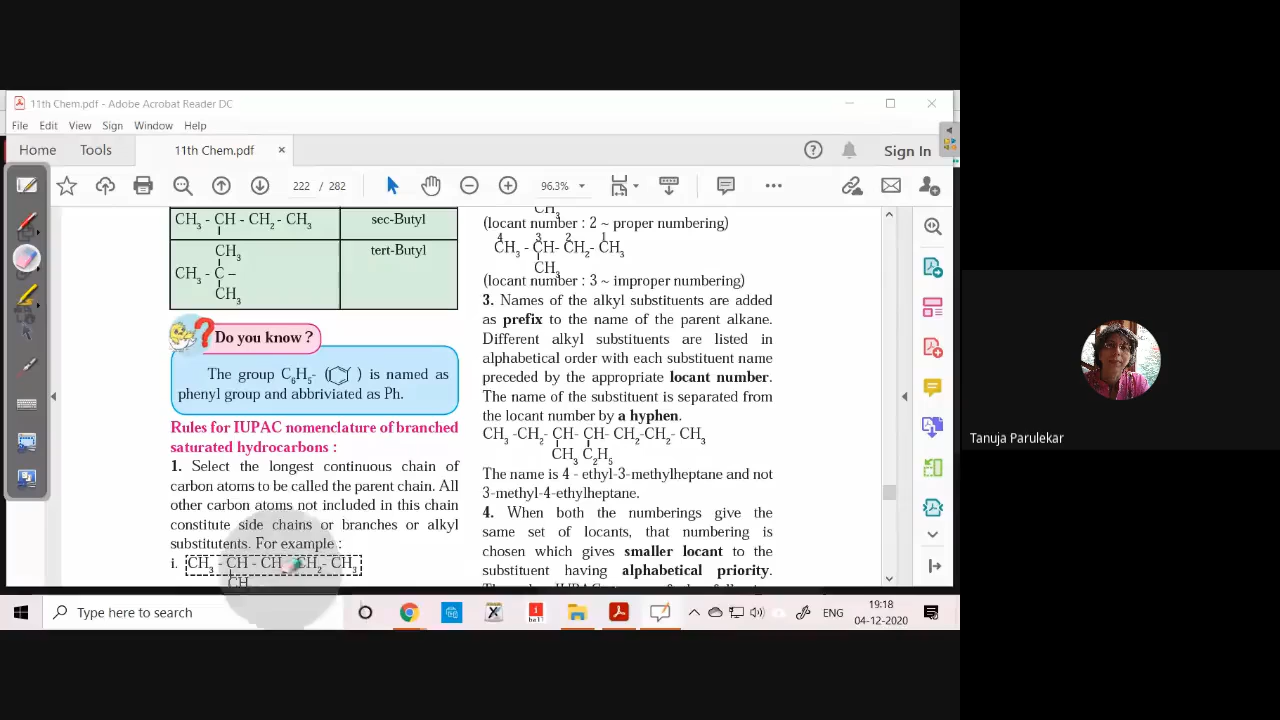 11th Chem.pdf - Adobe Acrobat Reader DC
File Edit View Sign Window Help
Home Tools 11th Chem.pdf × Sign In
222 / 282 96.3%
CH3 - CH - CH2 - CH3 sec-Butyl
CH3
CH3 - C – tert-Butyl
CH3
Do you know ?
The group C6H5- ( ) is named as
phenyl group and abbriviated as Ph.
Rules for IUPAC nomenclature of branched
saturated hydrocarbons :
1. Select the longest continuous chain of
carbon atoms to be called the parent chain. All
other carbon atoms not included in this chain
constitute side chains or branches or alkyl
substitutents. For example :
i. CH3 - CH - CH CH2- CH3
CH
CH3
(locant number : 2 ~ proper numbering)
4 3 2 1
CH3 - CH- CH2- CH3
CH3
(locant number : 3 ~ improper numbering)
3. Names of the alkyl substituents are added
as prefix to the name of the parent alkane.
Different alkyl substituents are listed in
alphabetical order with each substituent name
preceded by the appropriate locant number.
The name of the substituent is separated from
the locant number by a hyphen.
CH3 -CH2- CH- CH- CH2-CH2- CH3
CH3 C2H5
The name is 4 - ethyl-3-methylheptane and not
3-methyl-4-ethylheptane.
4. When both the numberings give the
same set of locants, that numbering is
chosen which gives smaller locant to the
substituent having alphabetical priority.
Tanuja Parulekar
Type here to search
ENG
19:18
04-12-2020